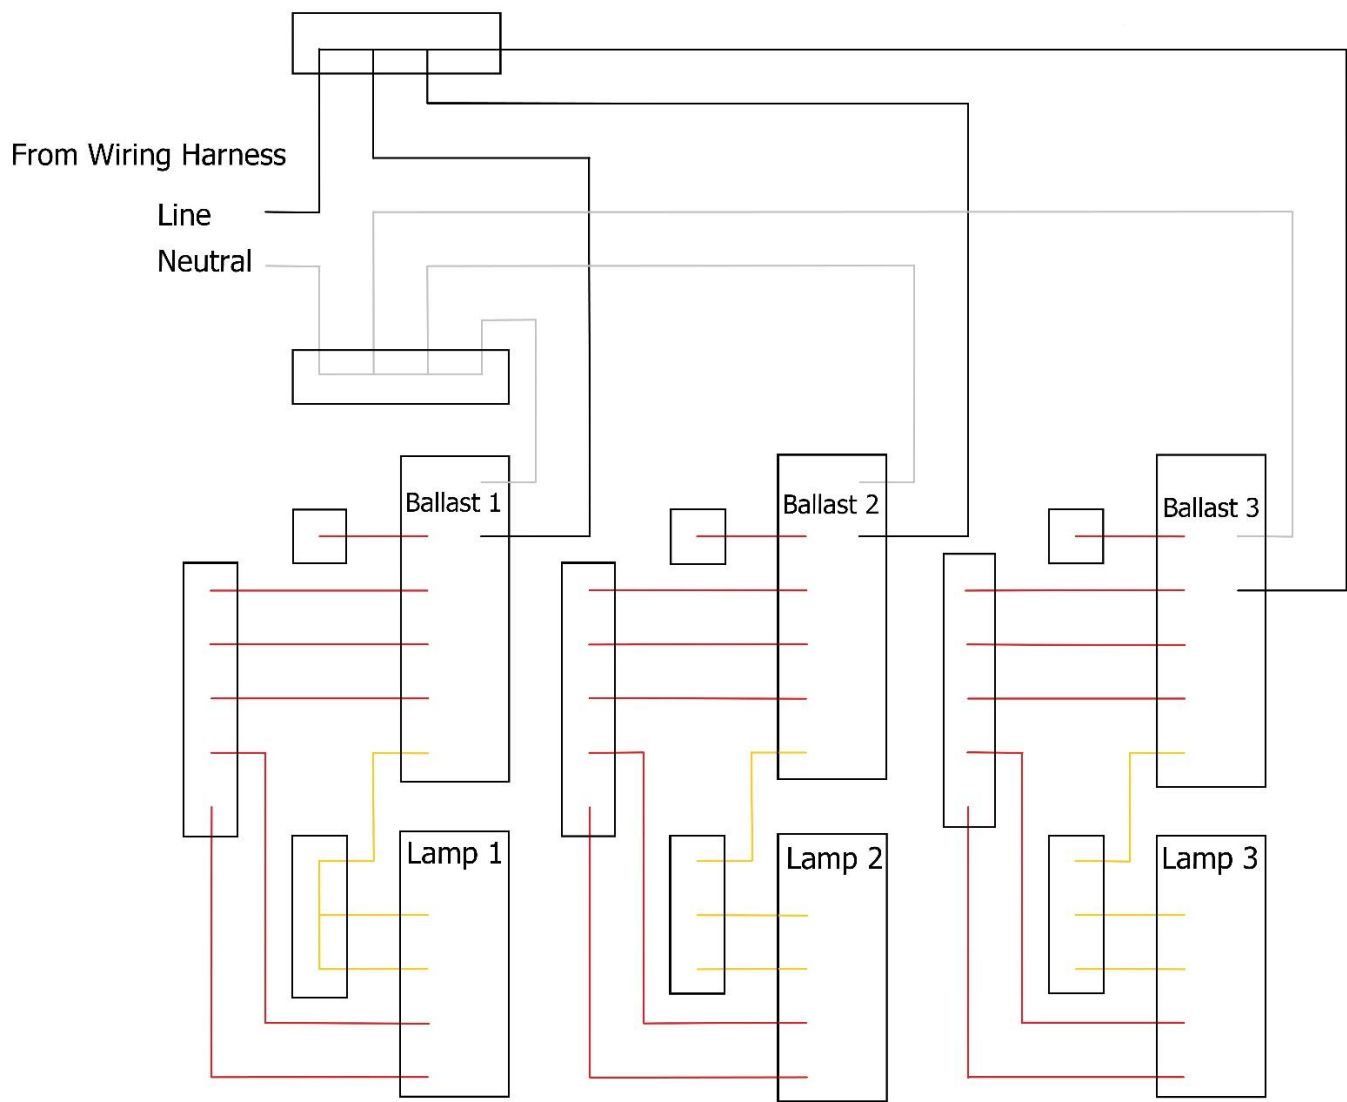 From Wiring Harness
Line
Neutral
Ballast 1
Ballast 2
Ballast 3
Lamp 1
Lamp 2
Lamp 3